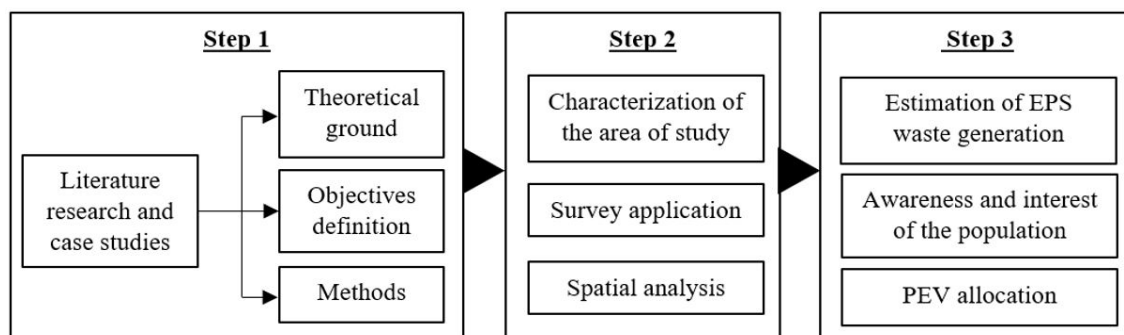 Step 1
Literature
research and
case studies
Theoretical
ground
Objectives
definition
Methods
Step 2
Characterization of
the area of study
Survey application
Spatial analysis
Step 3
Estimation of EPS
waste generation
Awareness and interest
of the population
PEV allocation